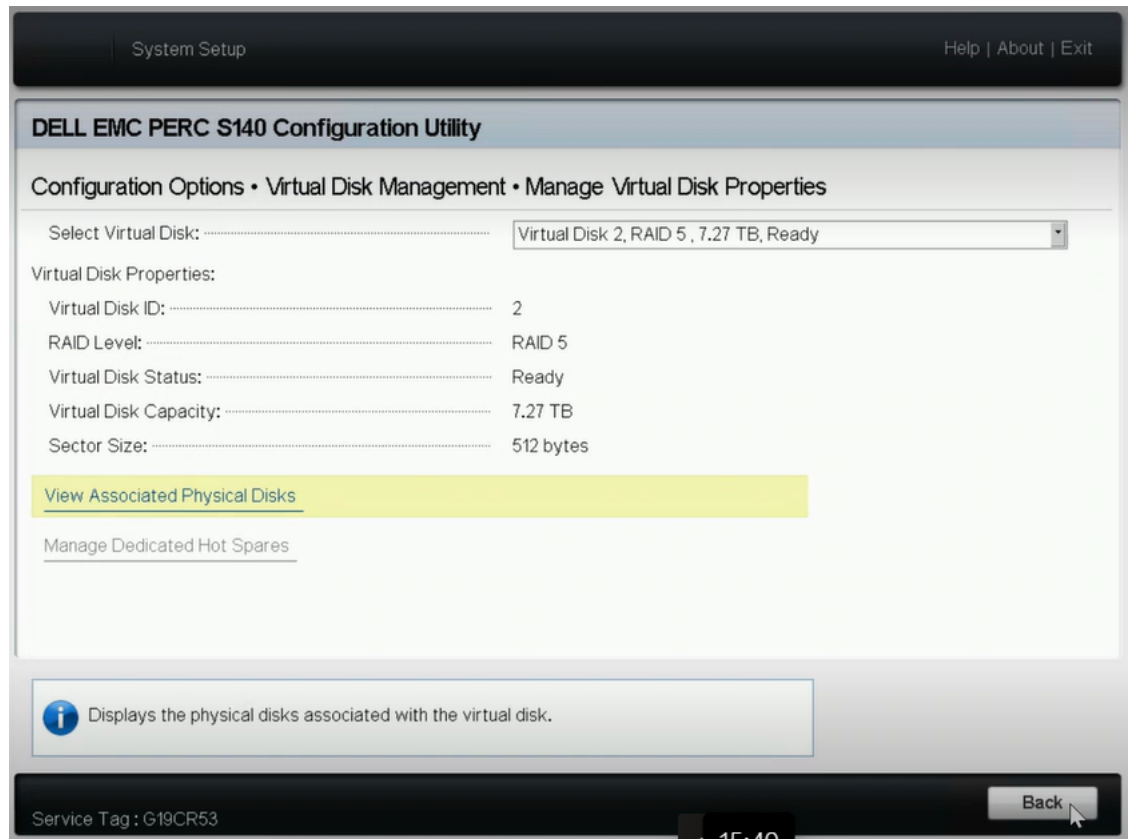 System Setup
Help | About | Exit
DELL EMC PERC S140 Configuration Utility
Configuration Options • Virtual Disk Management • Manage Virtual Disk Properties
Select Virtual Disk: Virtual Disk 2, RAID 5 , 7.27 TB, Ready
Virtual Disk Properties:
Virtual Disk ID: 2
RAID Level: RAID 5
Virtual Disk Status: Ready
Virtual Disk Capacity: 7.27 TB
Sector Size: 512 bytes
View Associated Physical Disks
Manage Dedicated Hot Spares
Displays the physical disks associated with the virtual disk.
Back
Service Tag : G19CR53
15:49